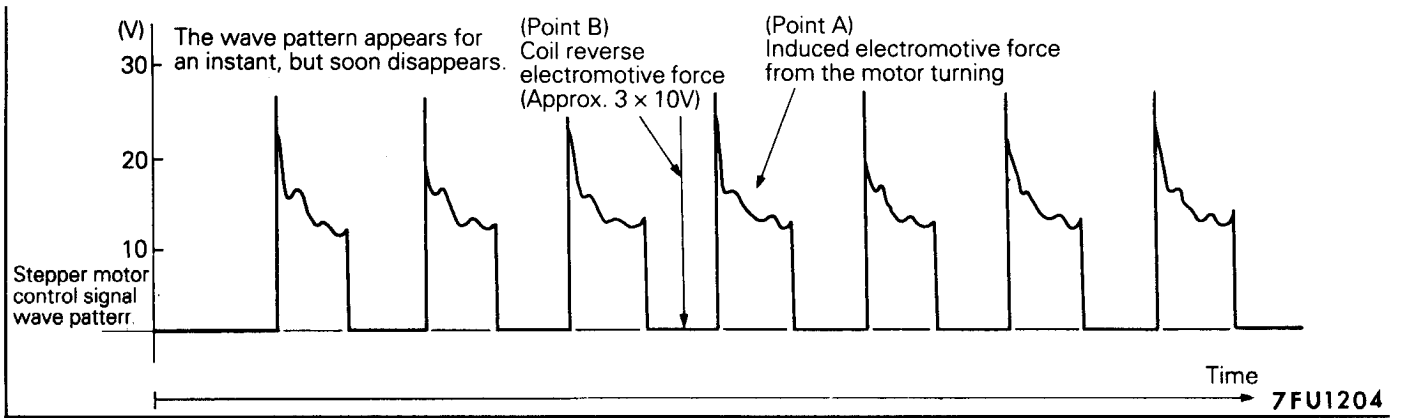 (V)
The wave pattern appears for
an instant, but soon disappears.
(Point B)
Coil reverse
electromotive force
(Approx. 3 × 10V)
(Point A)
Induced electromotive force
from the motor turning
30
20
10
Stepper motor
control signal
wave patterr.
Time
7FU1204